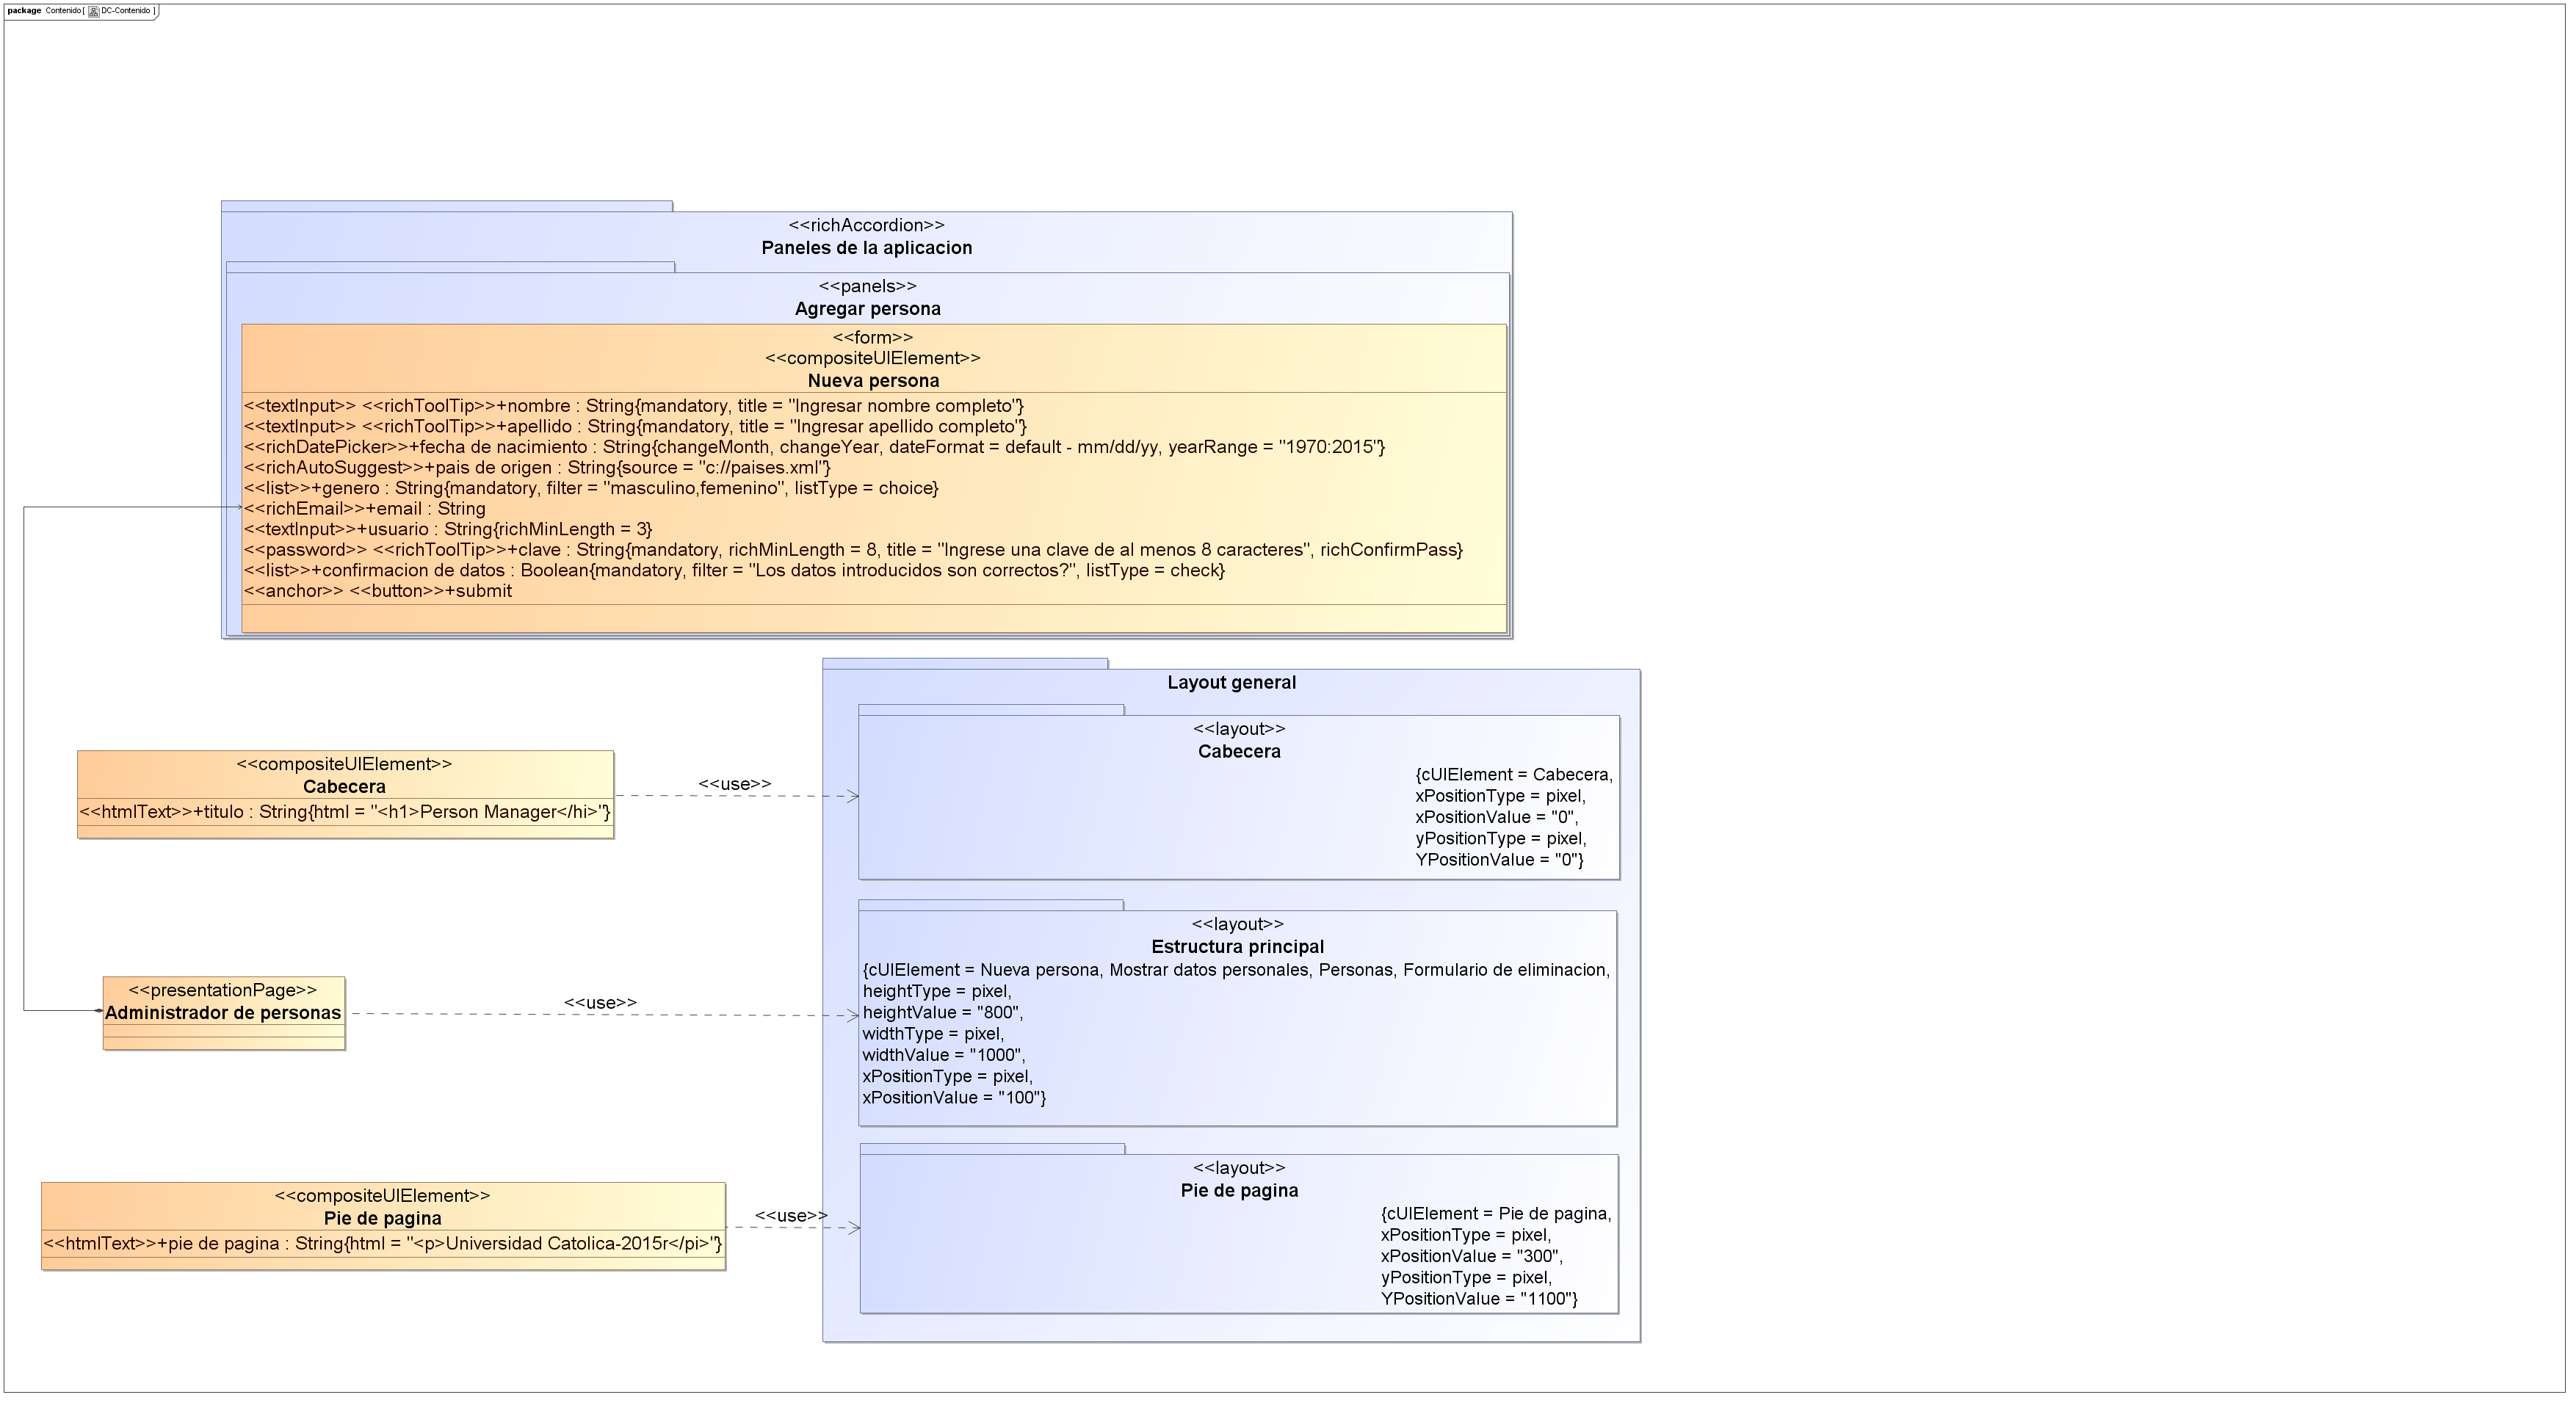 package Contenido [ DC-Contenido ]
<<richAccordion>>
Paneles de la aplicacion
<<panels>>
Agregar persona
<<form>>
<<compositeUIElement>>
Nueva persona
<<textInput>> <<richToolTip>>+nombre : String{mandatory, title = "Ingresar nombre completo"}
<<textInput>> <<richToolTip>>+apellido : String{mandatory, title = "Ingresar apellido completo"}
<<richDatePicker>>+fecha de nacimiento : String{changeMonth, changeYear, dateFormat = default - mm/dd/yy, yearRange = "1970:2015"}
<<richAutoSuggest>>+pais de origen : String{source = "c://paises.xml"}
<<list>>+genero : String{mandatory, filter = "masculino,femenino", listType = choice}
<<richEmail>>+email : String
<<textInput>>+usuario : String{richMinLength = 3}
<<password>> <<richToolTip>>+clave : String{mandatory, richMinLength = 8, title = "Ingrese una clave de al menos 8 caracteres", richConfirmPass}
<<list>>+confirmacion de datos : Boolean{mandatory, filter = "Los datos introducidos son correctos?", listType = check}
<<anchor>> <<button>>+submit
Layout general
<<layout>>
Cabecera
{cUIElement = Cabecera,
xPositionType = pixel,
xPositionValue = "0",
yPositionType = pixel,
YPositionValue = "0"}
<<compositeUIElement>>
Cabecera
<<htmlText>>+titulo : String{html = "<h1>Person Manager</hi>"}
<<use>>
<<layout>>
Estructura principal
{cUIElement = Nueva persona, Mostrar datos personales, Personas, Formulario de eliminacion,
heightType = pixel,
heightValue = "800",
widthType = pixel,
widthValue = "1000",
xPositionType = pixel,
xPositionValue = "100"}
<<presentationPage>>
Administrador de personas
<<use>>
<<layout>>
Pie de pagina
{cUIElement = Pie de pagina,
xPositionType = pixel,
xPositionValue = "300",
yPositionType = pixel,
YPositionValue = "1100"}
<<compositeUIElement>>
Pie de pagina
<<htmlText>>+pie de pagina : String{html = "<p>Universidad Catolica-2015r</pi>"}
<<use>>